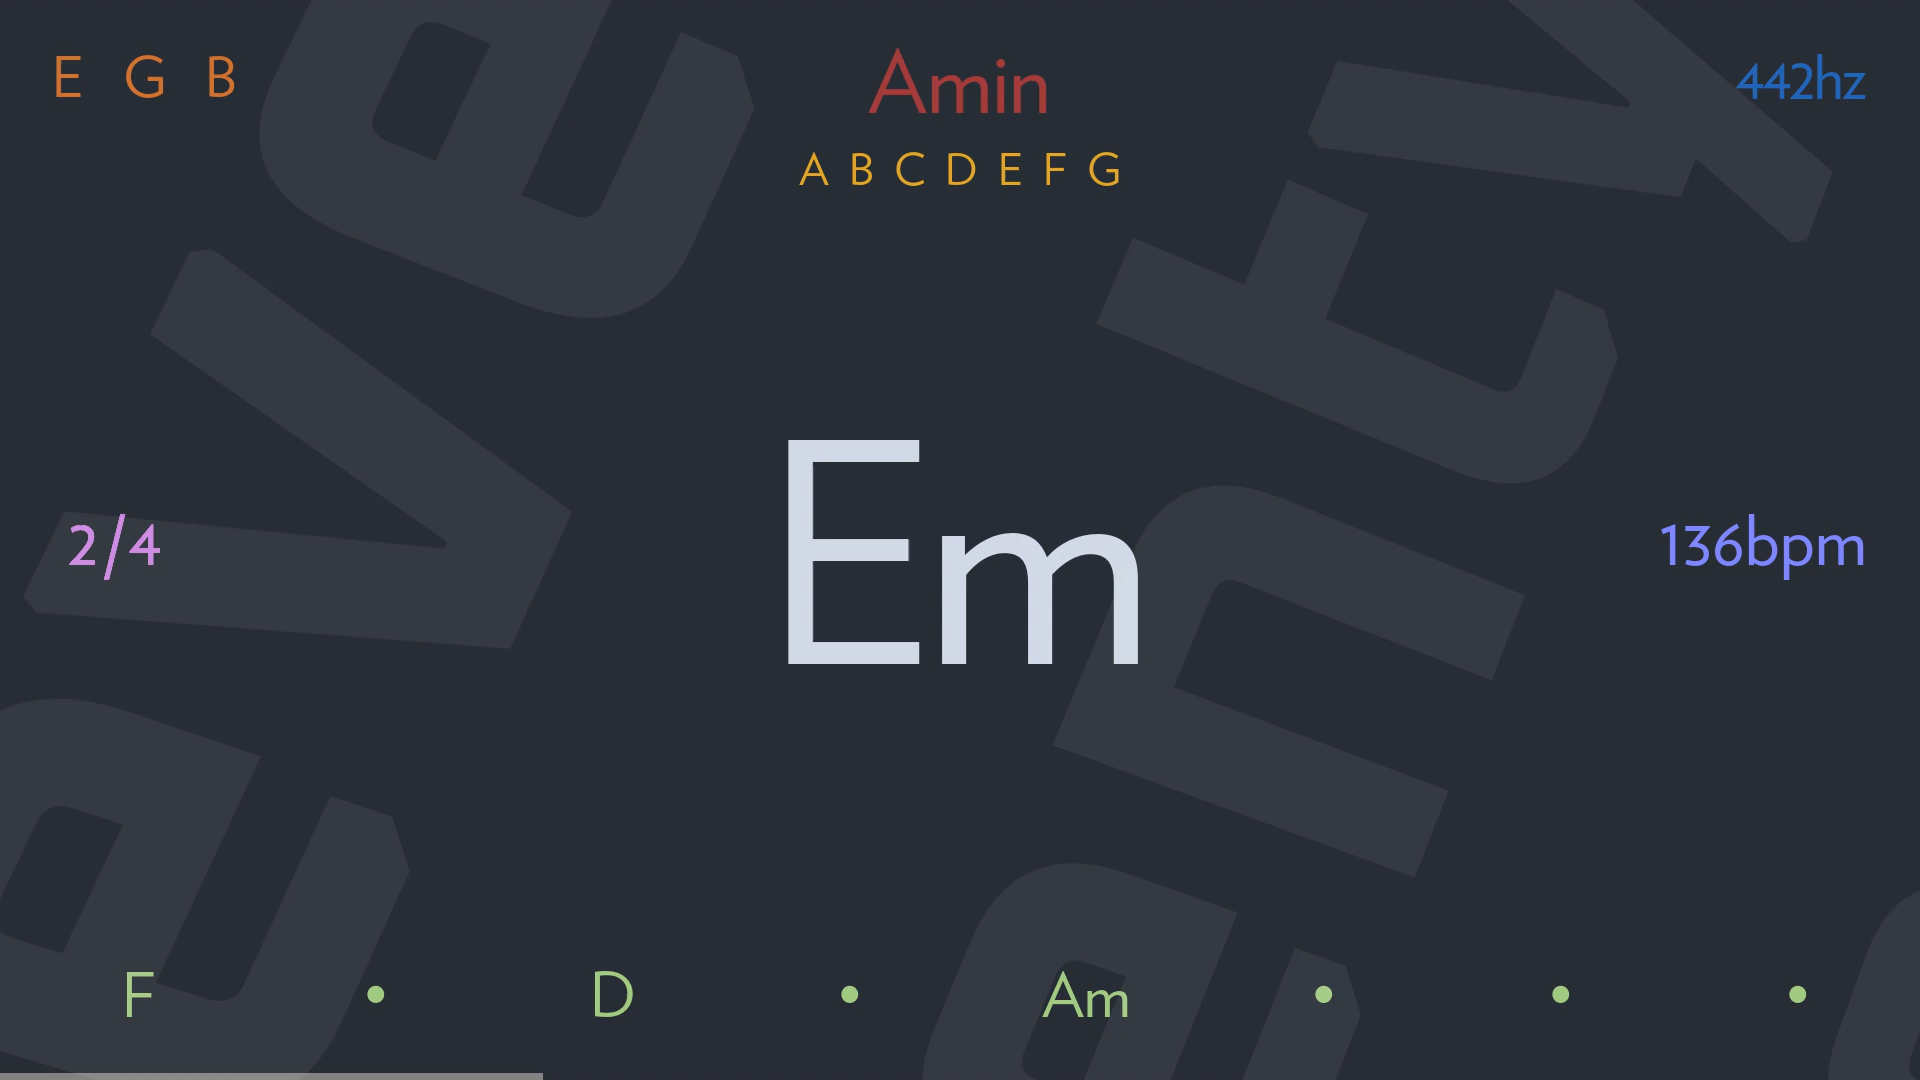 E G B
Amin
442hz
A B C D E F G
2/4
Em
136bpm
F • D • Am • • •